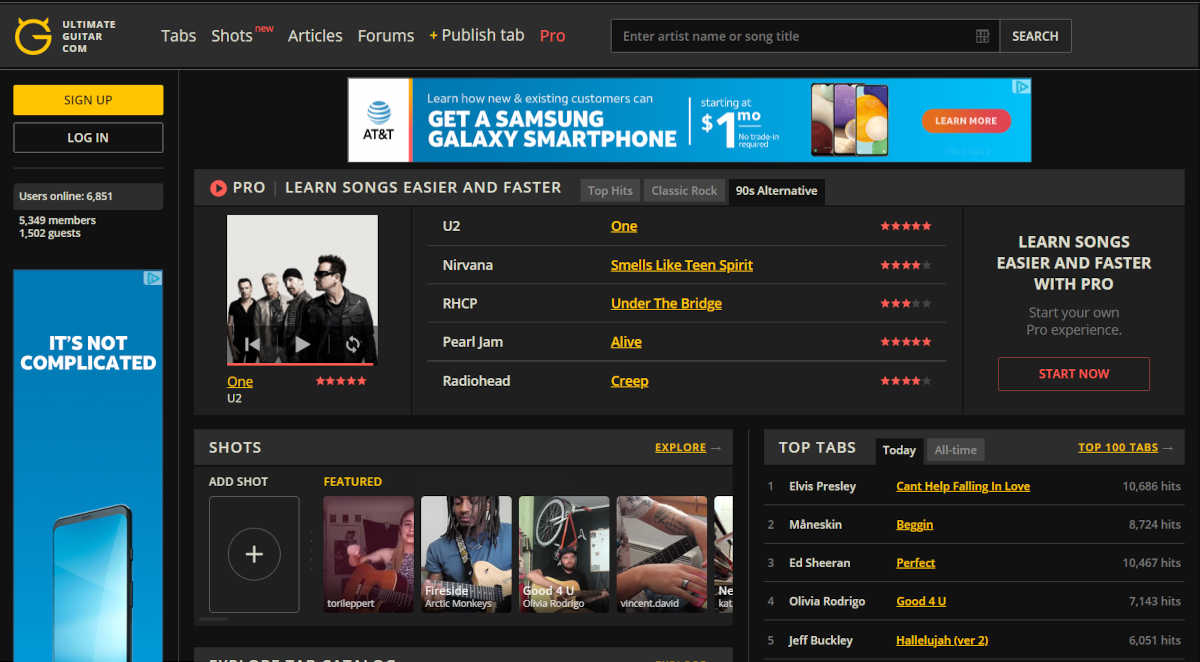 ULTIMATE
GUITAR
COM
Tabs Shots new Articles Forums + Publish tab Pro
Enter artist name or song title
SEARCH
SIGN UP
LOG IN
Users online: 6,851
5,349 members
1,502 guests
IT'S NOT
COMPLICATED
AT&T
Learn how new & existing customers can
GET A SAMSUNG
GALAXY SMARTPHONE
starting at
$1 mo
No trade-in
required
LEARN MORE
PRO | LEARN SONGS EASIER AND FASTER
Top Hits Classic Rock 90s Alternative
One
U2
U2 One
Nirvana Smells Like Teen Spirit
RHCP Under The Bridge
Pearl Jam Alive
Radiohead Creep
LEARN SONGS
EASIER AND FASTER
WITH PRO
Start your own
Pro experience.
START NOW
SHOTS EXPLORE →
ADD SHOT FEATURED
torileppert
Fireside
Arctic Monkeys
Good 4 U
Olivia Rodrigo
vincent.david
Ne
kat
TOP TABS Today All-time TOP 100 TABS →
1 Elvis Presley Cant Help Falling In Love 10,686 hits
2 Måneskin Beggin 8,724 hits
3 Ed Sheeran Perfect 10,467 hits
4 Olivia Rodrigo Good 4 U 7,143 hits
5 Jeff Buckley Hallelujah (ver 2) 6,051 hits
EXPLORE TAB CATALOG EXPLORE